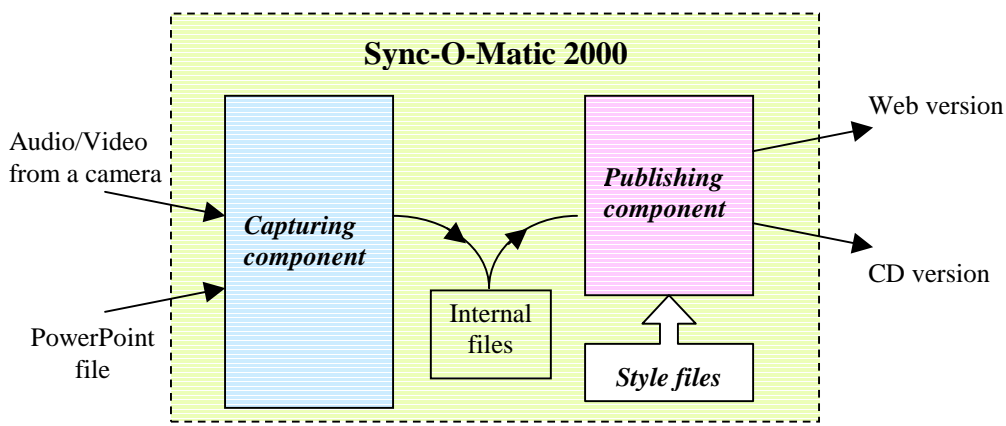 Sync-O-Matic 2000
Audio/Video
from a camera
PowerPoint
file
Capturing
component
Internal
files
Publishing
component
Style files
Web version
CD version